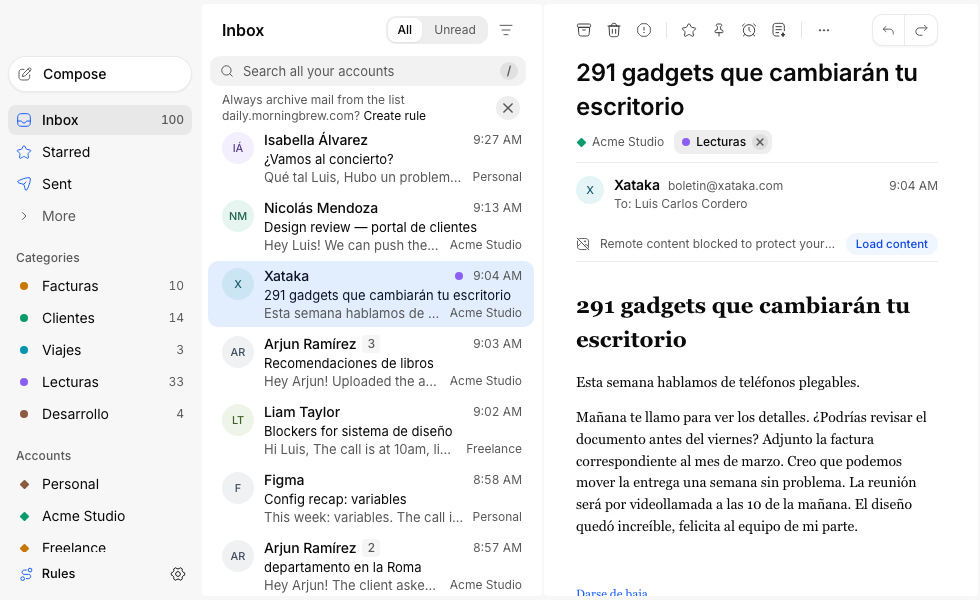 Compose
Inbox 100
Starred
Sent
More
Categories
Facturas 10
Clientes 14
Viajes 3
Lecturas 33
Desarrollo 4
Accounts
Personal
Acme Studio
Freelance
Rules
Inbox
All Unread
Search all your accounts /
Always archive mail from the list
daily.morningbrew.com? Create rule
IÁ Isabella Álvarez 9:27 AM
¿Vamos al concierto?
Qué tal Luis, Hubo un problem... Personal
NM Nicolás Mendoza 9:13 AM
Design review — portal de clientes
Hey Luis! We can push the... Acme Studio
X Xataka 9:04 AM
291 gadgets que cambiarán tu escritorio
Esta semana hablamos de ... Acme Studio
AR Arjun Ramírez 3 9:03 AM
Recomendaciones de libros
Hey Arjun! Uploaded the a... Acme Studio
LT Liam Taylor 9:02 AM
Blockers for sistema de diseño
Hi Luis, The call is at 10am, li... Freelance
F Figma 8:58 AM
Config recap: variables
This week: variables. The call i... Personal
AR Arjun Ramírez 2 8:57 AM
departamento en la Roma
Hey Arjun! The client aske... Acme Studio
291 gadgets que cambiarán tu
escritorio
Acme Studio Lecturas
X Xataka boletin@xataka.com 9:04 AM
To: Luis Carlos Cordero
Remote content blocked to protect your... Load content
291 gadgets que cambiarán tu
escritorio
Esta semana hablamos de teléfonos plegables.
Mañana te llamo para ver los detalles. ¿Podrías revisar el
documento antes del viernes? Adjunto la factura
correspondiente al mes de marzo. Creo que podemos
mover la entrega una semana sin problema. La reunión
será por videollamada a las 10 de la mañana. El diseño
quedó increíble, felicita al equipo de mi parte.
Darse de baja